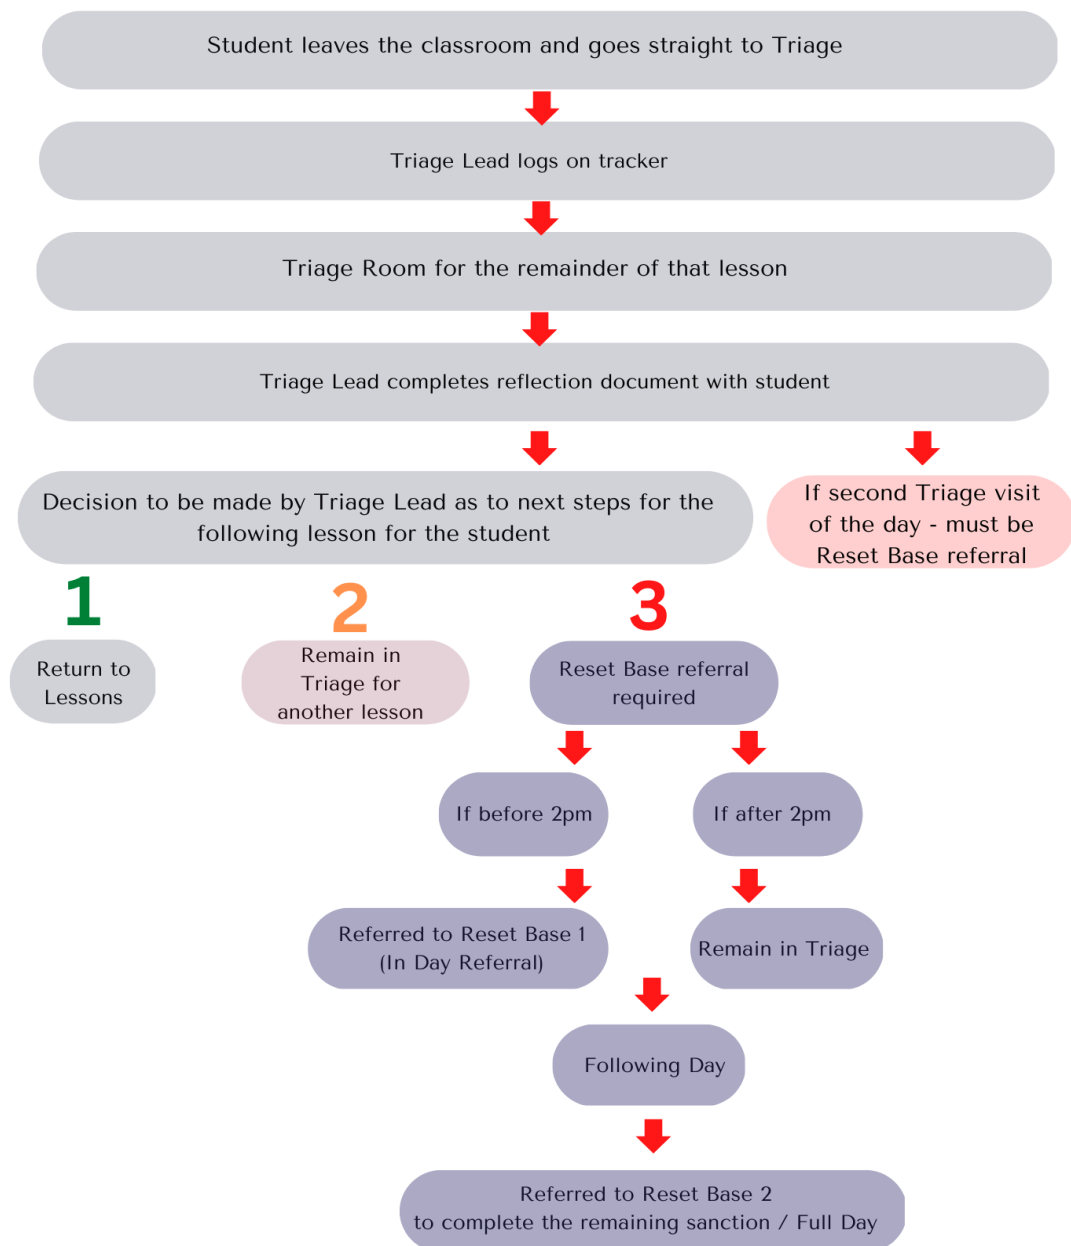 Student leaves the classroom and goes straight to Triage
Triage Lead logs on tracker
Triage Room for the remainder of that lesson
Triage Lead completes reflection document with student
Decision to be made by Triage Lead as to next steps for the
following lesson for the student
If second Triage visit
of the day - must be
Reset Base referral
1
2
3
Return to
Lessons
Remain in
Triage for
another lesson
Reset Base referral
required
If before 2pm
If after 2pm
Referred to Reset Base 1
(In Day Referral)
Remain in Triage
Following Day
Referred to Reset Base 2
to complete the remaining sanction / Full Day